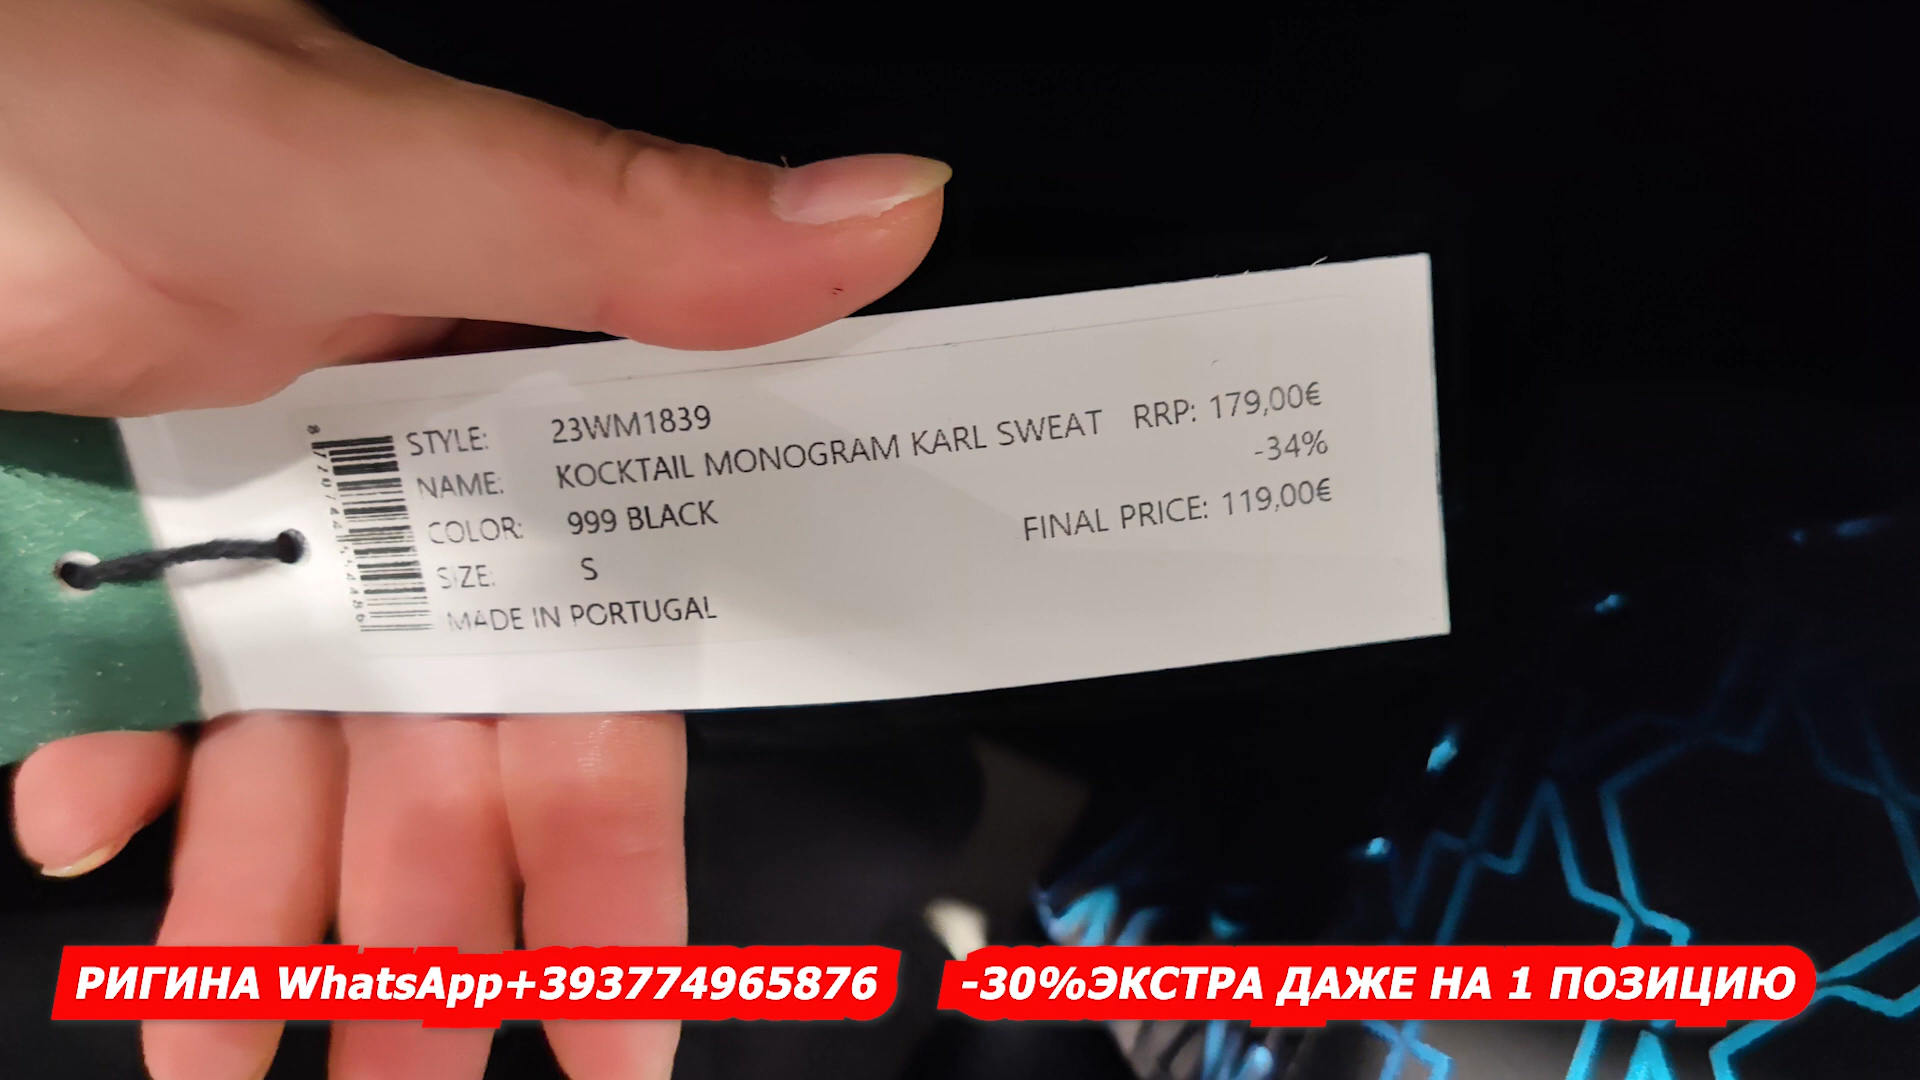 STYLE: 23WM1839
NAME: KOCKTAIL MONOGRAM KARL SWEAT RRP: 179,00€
-34%
COLOR: 999 BLACK
FINAL PRICE: 119,00€
SIZE: S
MADE IN PORTUGAL
РИГИНА WhatsApp+393774965876
-30%ЭКСТРА ДАЖЕ НА 1 ПОЗИЦИЮ